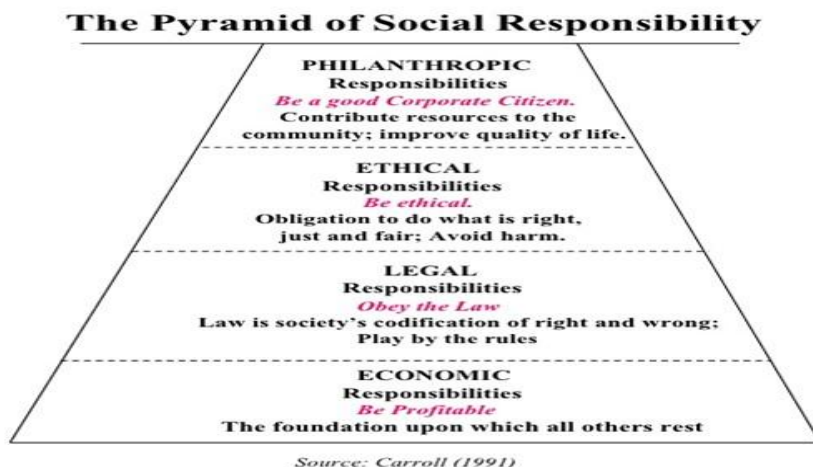 The Pyramid of Social Responsibility
PHILANTHROPIC
Responsibilities
Be a good Corporate Citizen.
Contribute resources to the
community; improve quality of life.
ETHICAL
Responsibilities
Be ethical.
Obligation to do what is right,
just and fair; Avoid harm.
LEGAL
Responsibilities
Obey the Law
Law is society's codification of right and wrong;
Play by the rules
ECONOMIC
Responsibilities
Be Profitable
The foundation upon which all others rest
Source: Carroll (1991)